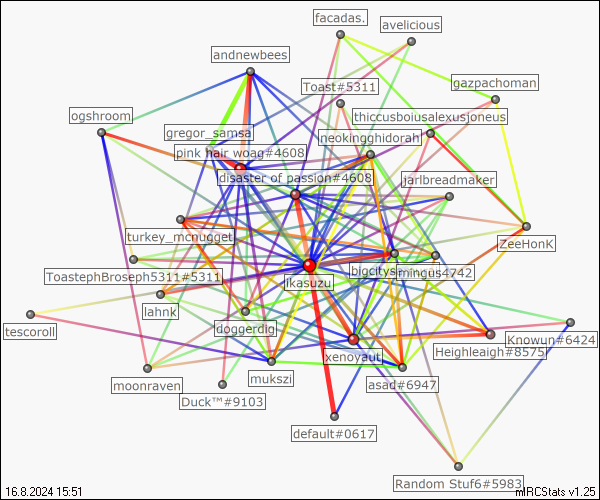 facadas.
avelicious
andnewbees
Toast#5311
gazpachoman
ogshroom
thiccusboiusalexusjoneus
gregor_samsa
neokinoghidorah
pink hair woag#4608
disaster of passion#4608
jarlbreadmaker
turkey_mcnugget
ZeeHonK
ToastephBroseph5311#5311
bigcitys
mingus4742
ikasuzu
lahnk
doggerdig
tescoroll
Knowun#6424
xenoyaut
Heighleaigh#8575
moonraven
mukszi
asad#6947
Duck™#9103
default#0617
Random Stuf6#5983
16.8.2024 15:51
mIRCStats v1.25